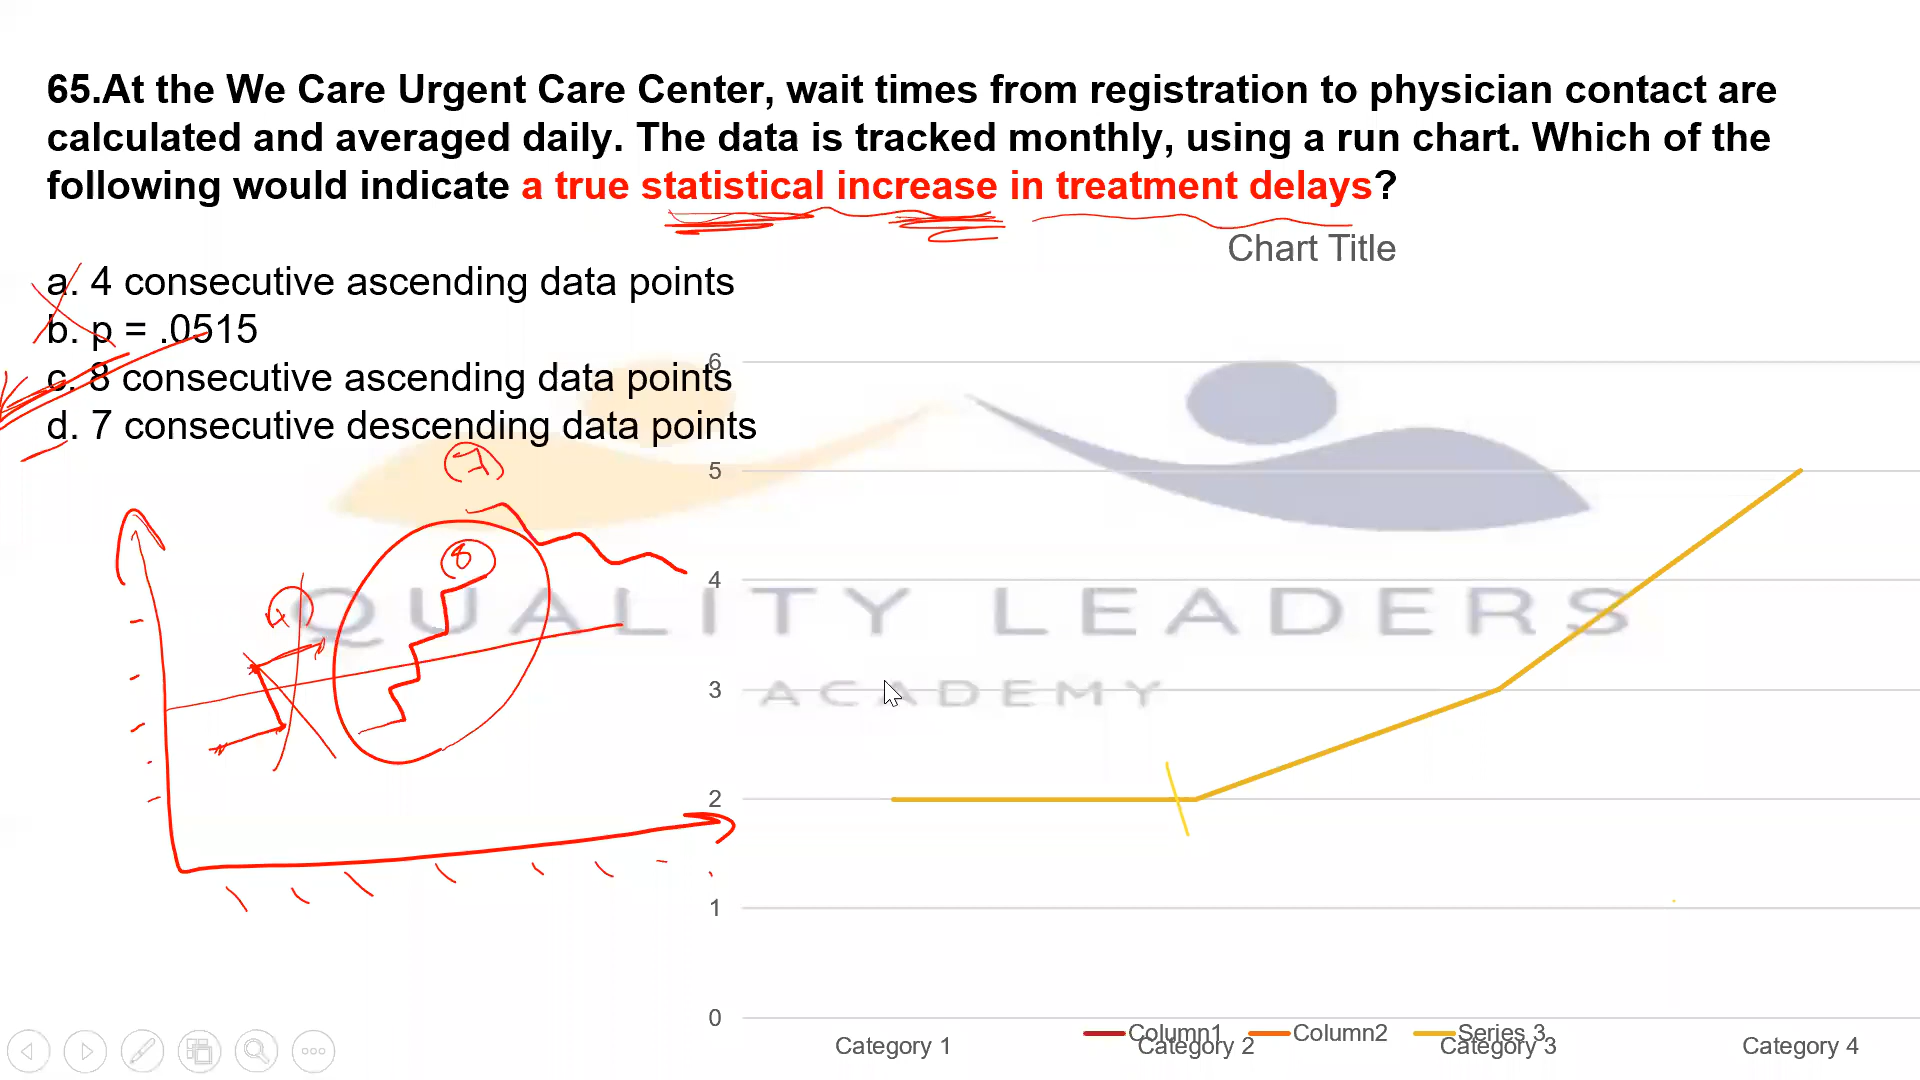 65.At the We Care Urgent Care Center, wait times from registration to physician contact are
calculated and averaged daily. The data is tracked monthly, using a run chart. Which of the
following would indicate a true statistical increase in treatment delays?
Chart Title
a. 4 consecutive ascending data points
b. p = .0515
c. 8 consecutive ascending data points
d. 7 consecutive descending data points
7
8
4
6
5
4
3
2
1
0
QUALITY LEADERS
ACADEMY
Column1 Column2 Series 3
Category 1 Category 2 Category 3 Category 4